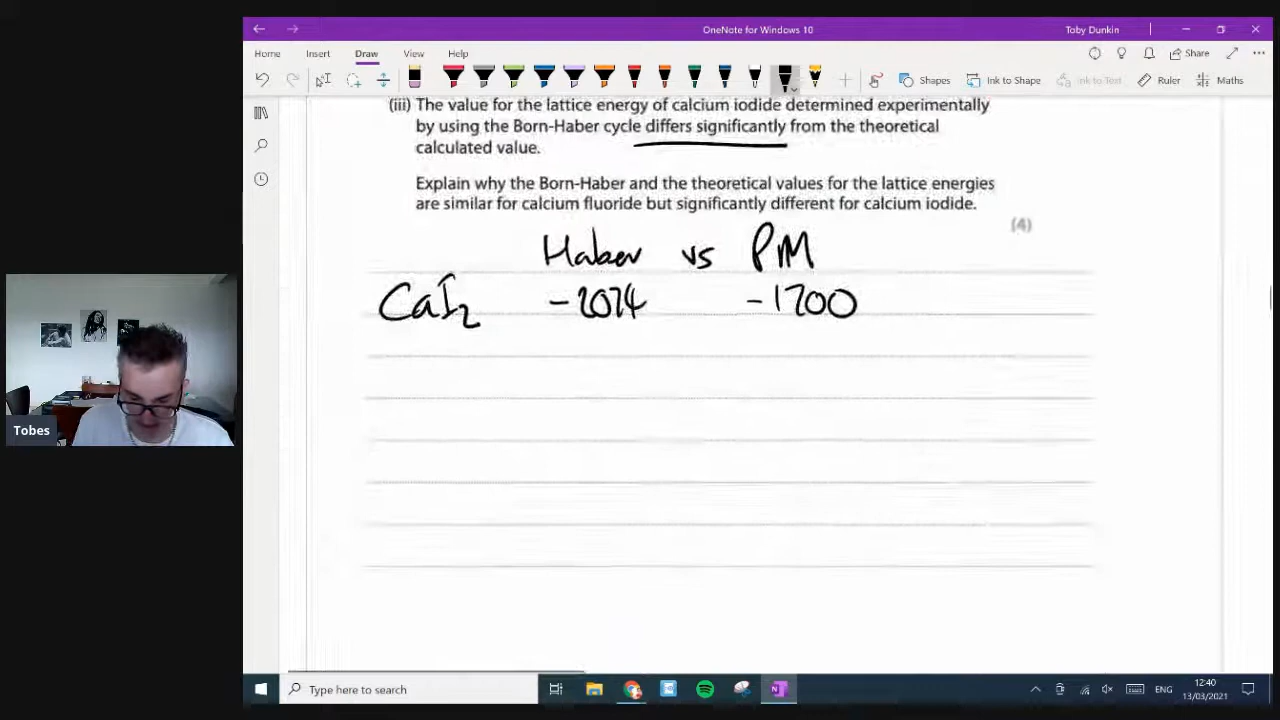 OneNote for Windows 10
Toby Dunkin
Home Insert Draw View Help
Share
Shapes
Ink to Shape
Ink to Text
Ruler
Maths
(iii) The value for the lattice energy of calcium iodide determined experimentally
by using the Born-Haber cycle differs significantly from the theoretical
calculated value.
Explain why the Born-Haber and the theoretical values for the lattice energies
are similar for calcium fluoride but significantly different for calcium iodide.
(4)
Haber vs PM
CaI2 -2074 -1700
Tobes
Type here to search
ENG
12:40
13/03/2021